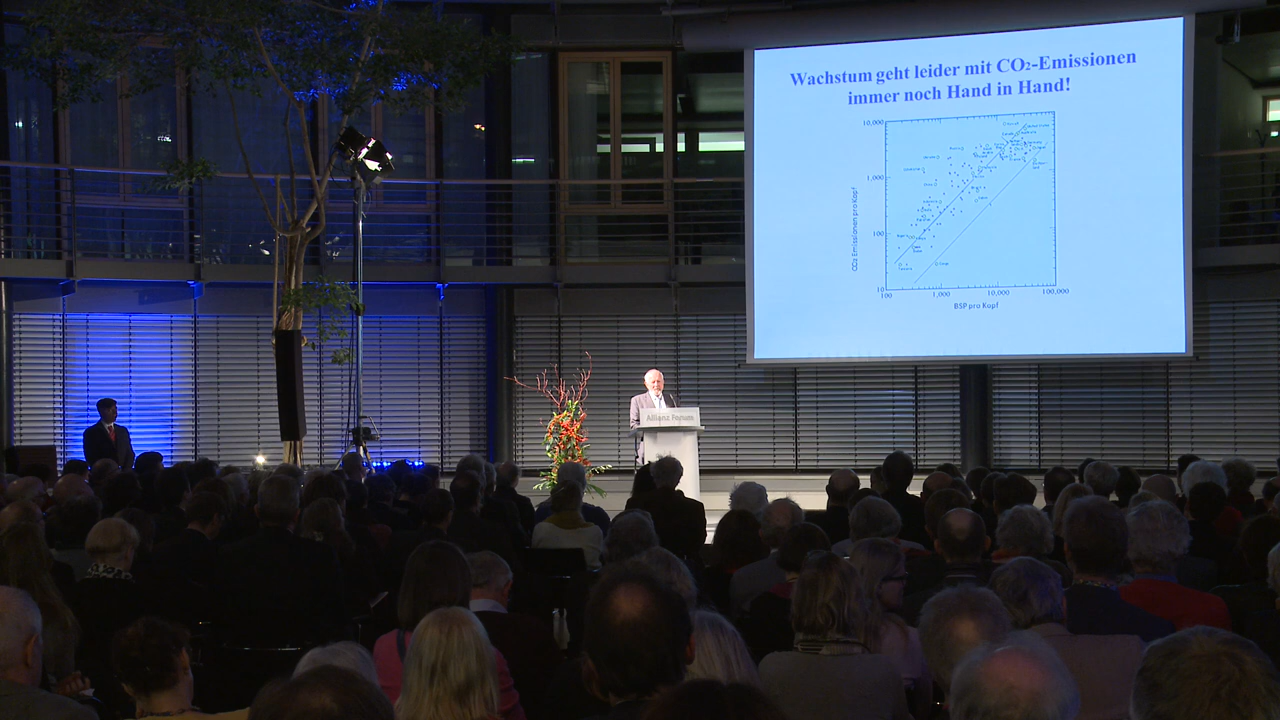 Wachstum geht leider mit CO₂-Emissionen
immer noch Hand in Hand!
10,000
1,000
100
10
CO₂ Emissionen pro Kopf
100
1,000
10,000
100,000
BSP pro Kopf
Allianz Forum